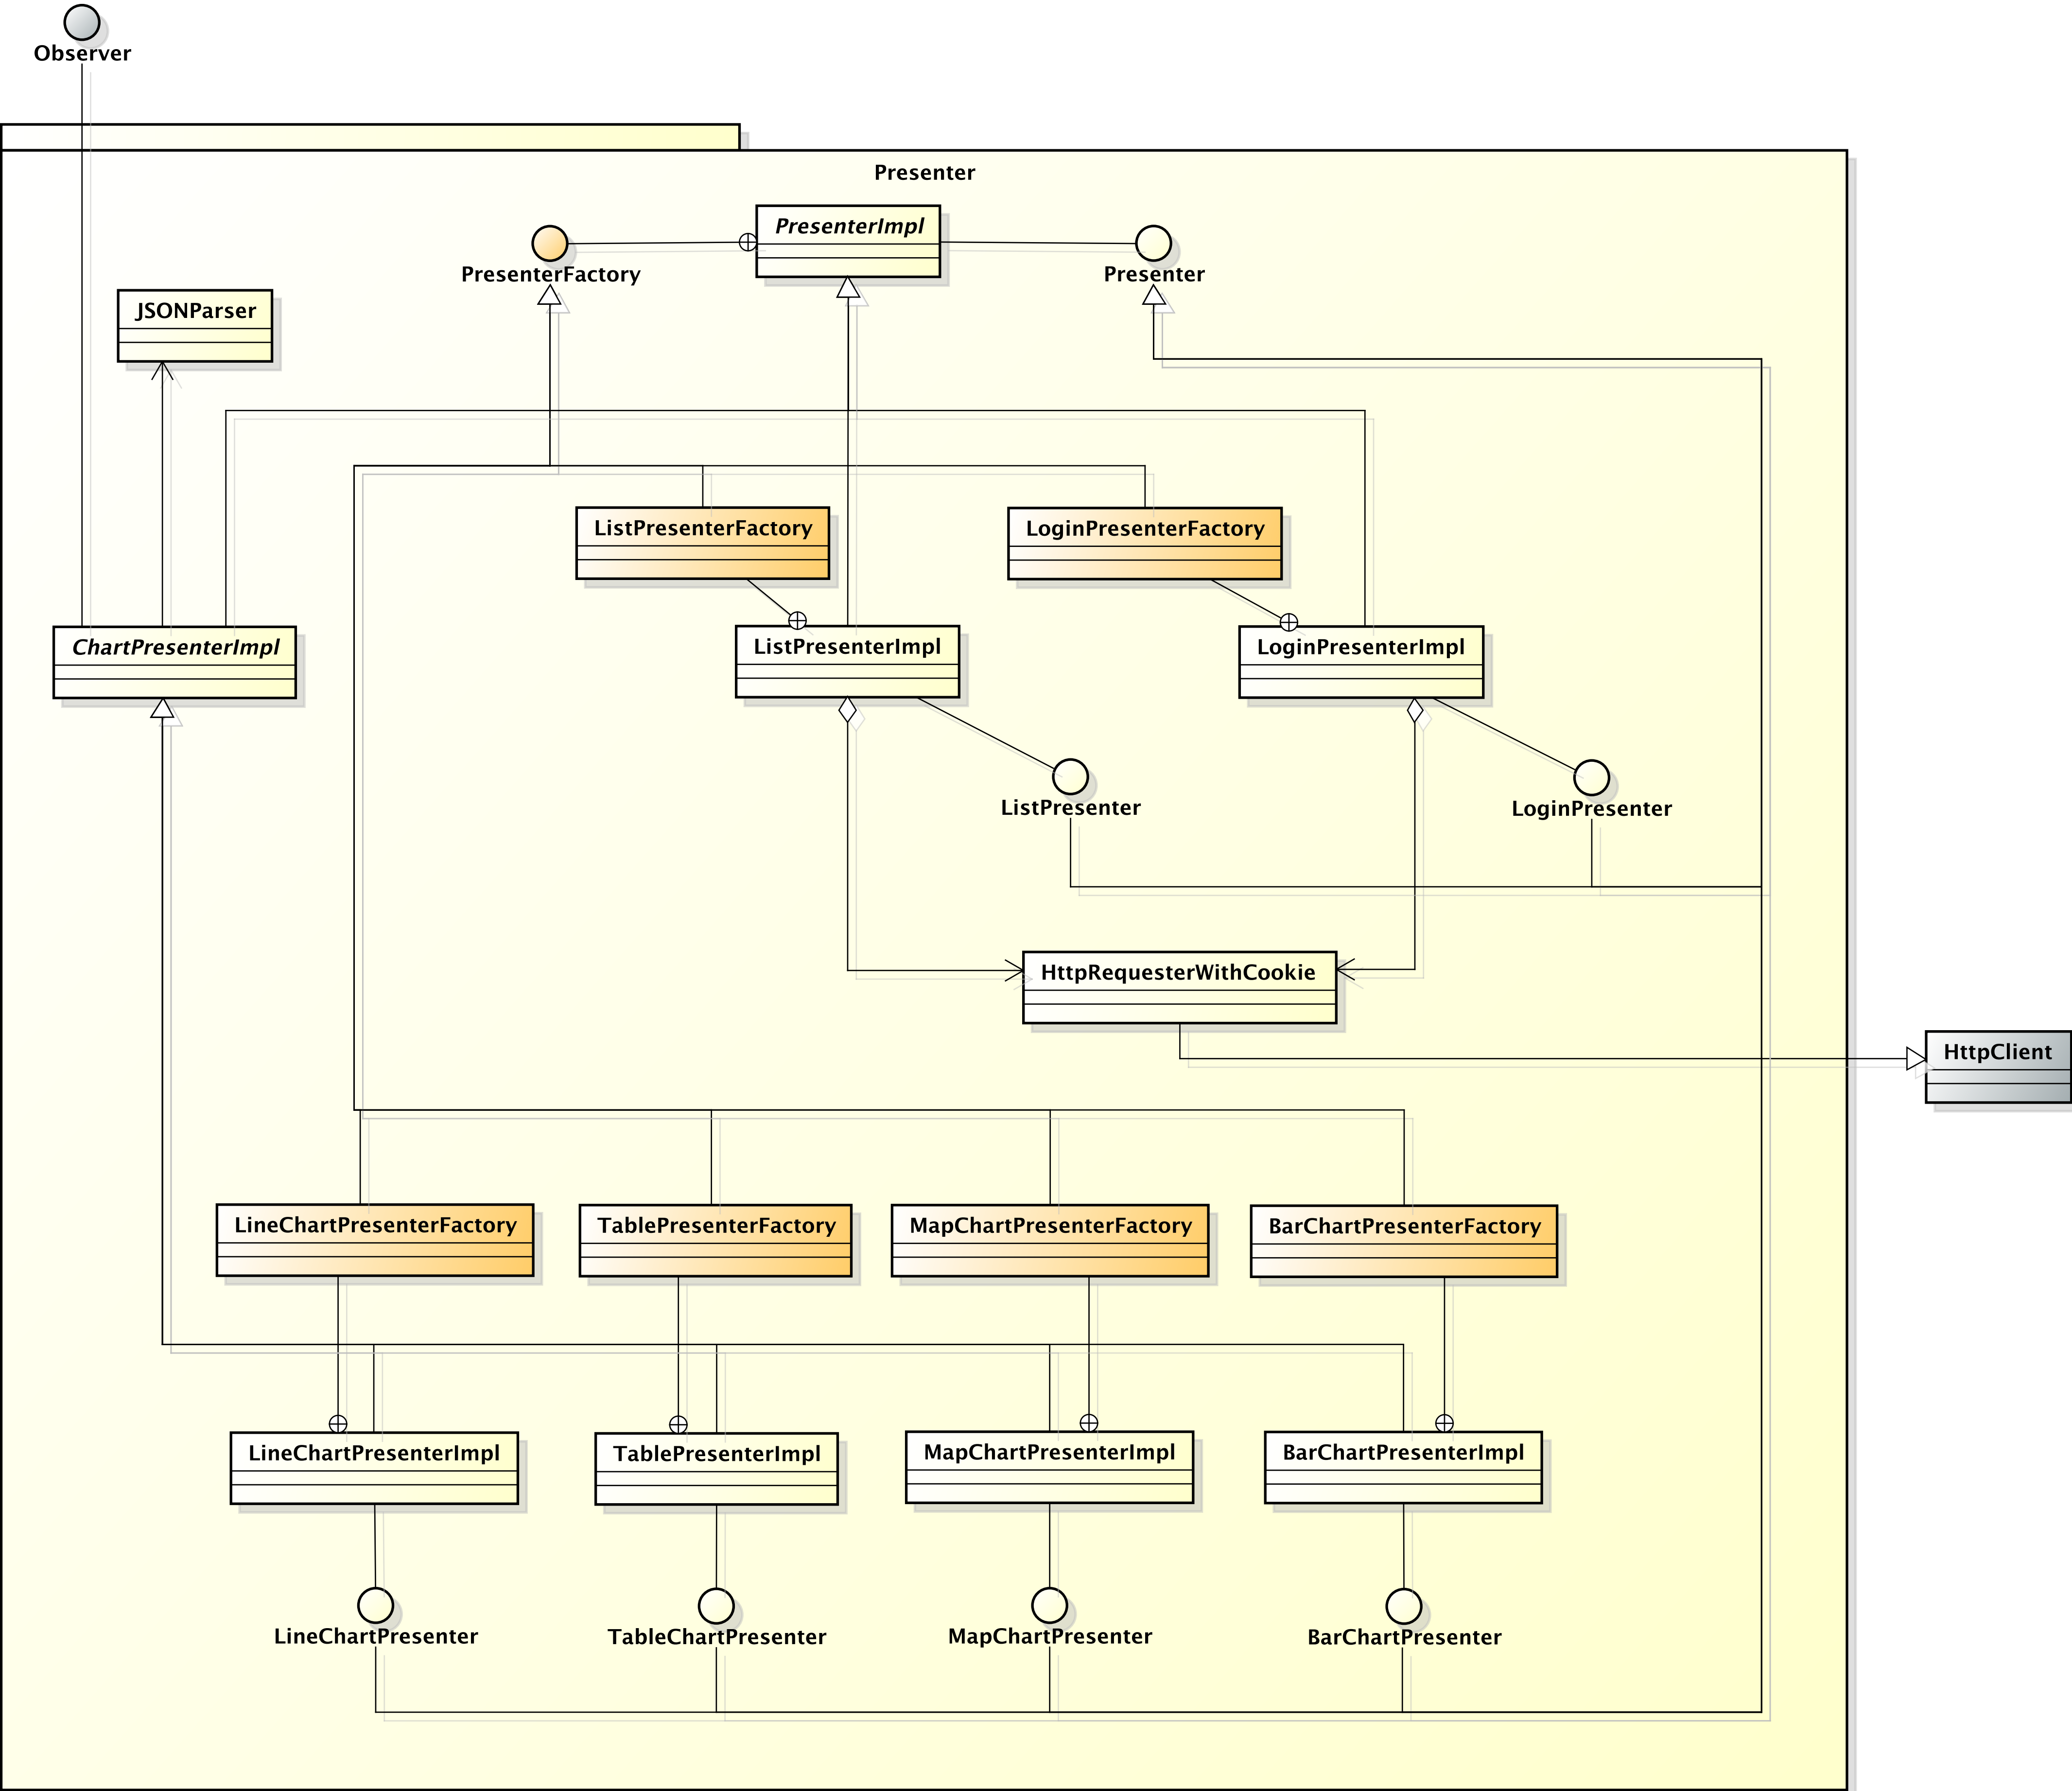 Observer
Presenter
PresenterImpl
PresenterFactory
Presenter
JSONParser
ListPresenterFactory
LoginPresenterFactory
ChartPresenterImpl
ListPresenterImpl
LoginPresenterImpl
ListPresenter
LoginPresenter
HttpRequesterWithCookie
HttpClient
LineChartPresenterFactory
TablePresenterFactory
MapChartPresenterFactory
BarChartPresenterFactory
LineChartPresenterImpl
TablePresenterImpl
MapChartPresenterImpl
BarChartPresenterImpl
LineChartPresenter
TableChartPresenter
MapChartPresenter
BarChartPresenter